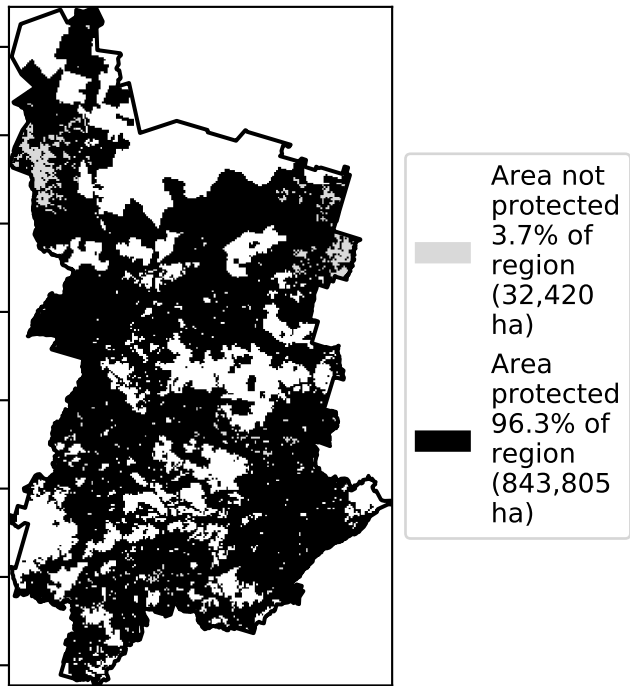 Area not
protected
3.7% of
region
(32,420
ha)
Area
protected
96.3% of
region
(843,805
ha)